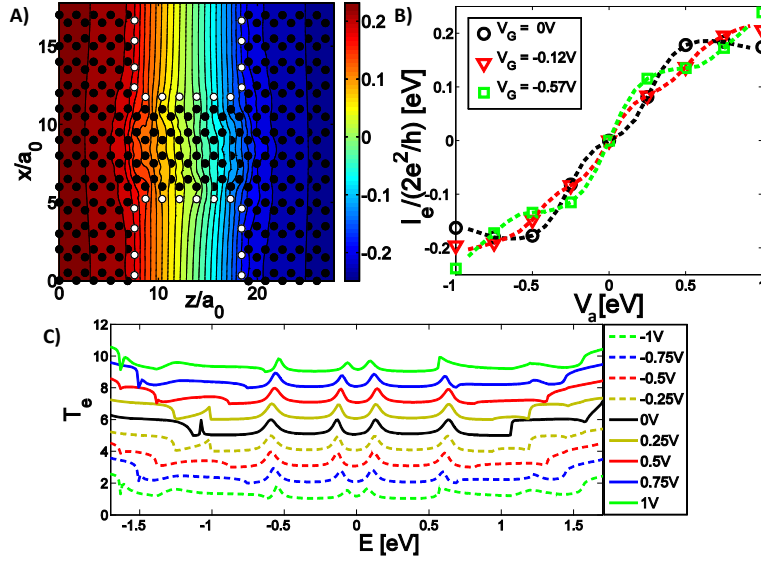 A)
15
10
5
0
x/a0
0
10
20
z/a0
0.2
0.1
0
-0.1
-0.2
B)
0.2
0.1
0
-0.1
-0.2
Ie/(2e²/h) [eV]
VG = 0V
VG = -0.12V
VG = -0.57V
-1
-0.5
0
0.5
1
Va[eV]
C)
12
10
8
6
4
2
0
Te
-1.5
-1
-0.5
0
0.5
1
1.5
E [eV]
-1V
-0.75V
-0.5V
-0.25V
0V
0.25V
0.5V
0.75V
1V